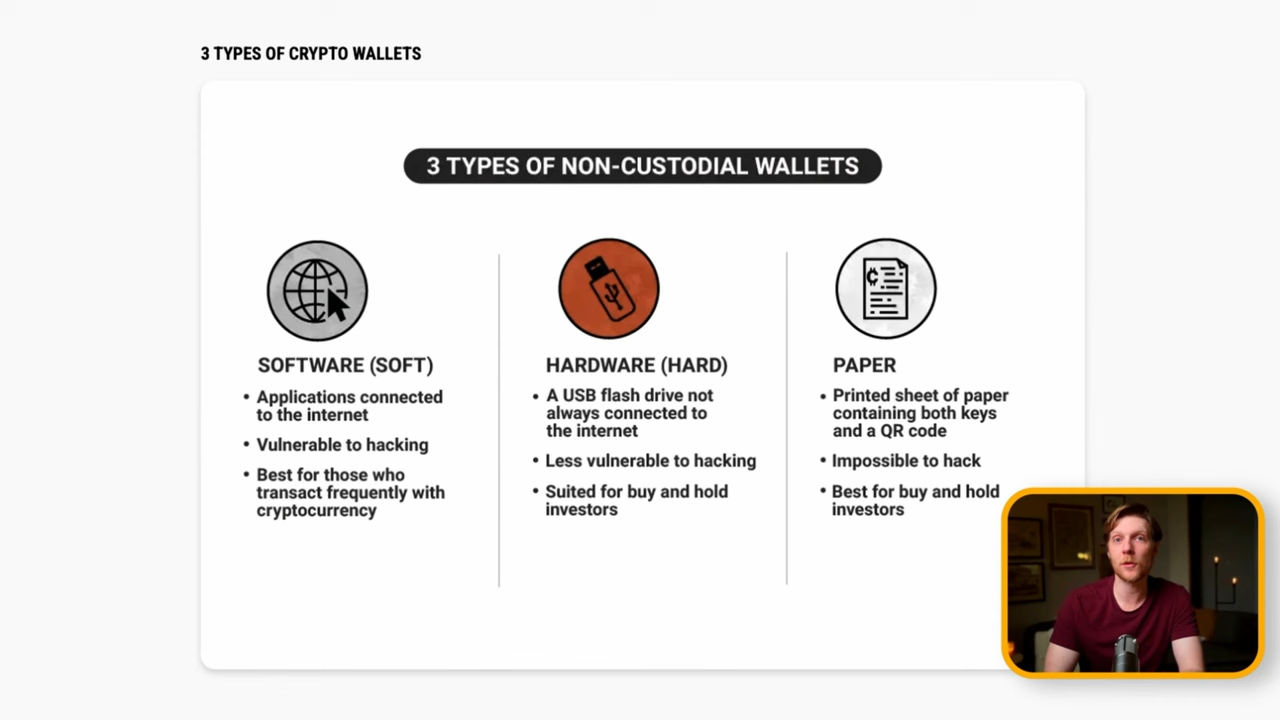 3 TYPES OF CRYPTO WALLETS
3 TYPES OF NON-CUSTODIAL WALLETS
SOFTWARE (SOFT)
• Applications connected
to the internet
• Vulnerable to hacking
• Best for those who
transact frequently with
cryptocurrency
HARDWARE (HARD)
• A USB flash drive not
always connected to
the internet
• Less vulnerable to hacking
• Suited for buy and hold
investors
PAPER
• Printed sheet of paper
containing both keys
and a QR code
• Impossible to hack
• Best for buy and hold
investors